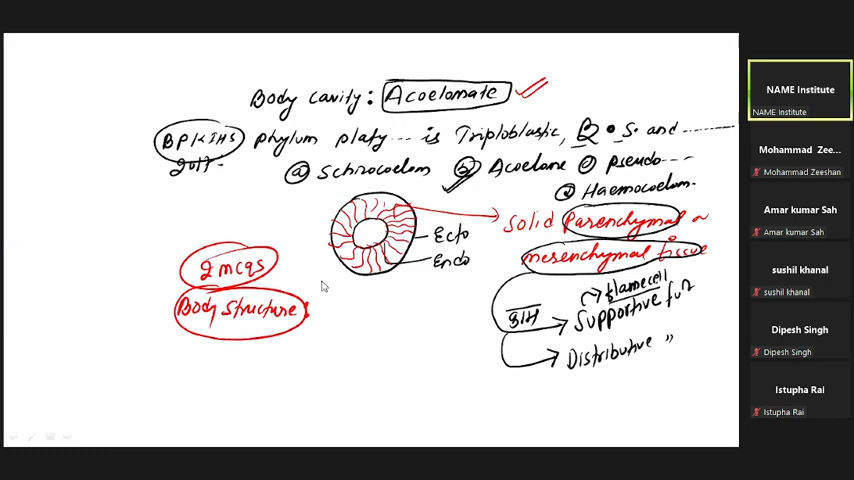 Body cavity: Acoelomate
BPKIHS Phylum platy... is Triploblastic, B.S. and ........
2017.
(a) Schizocoelom (b) Acoelome (c) pseudo---
(d) Haemocoelom.
solid Parenchymal or
mesenchymal tissue
Ecto
Endo
2 mcqs
Body structure:
flamecell
Supportive fun
Distributive "
NAME Institute
NAME Institute
Mohammad Zee...
Mohammad Zeeshan
Amar kumar Sah
Amar kumar Sah
sushil khanal
sushil khanal
Dipesh Singh
Dipesh Singh
Istupha Rai
Istupha Rai